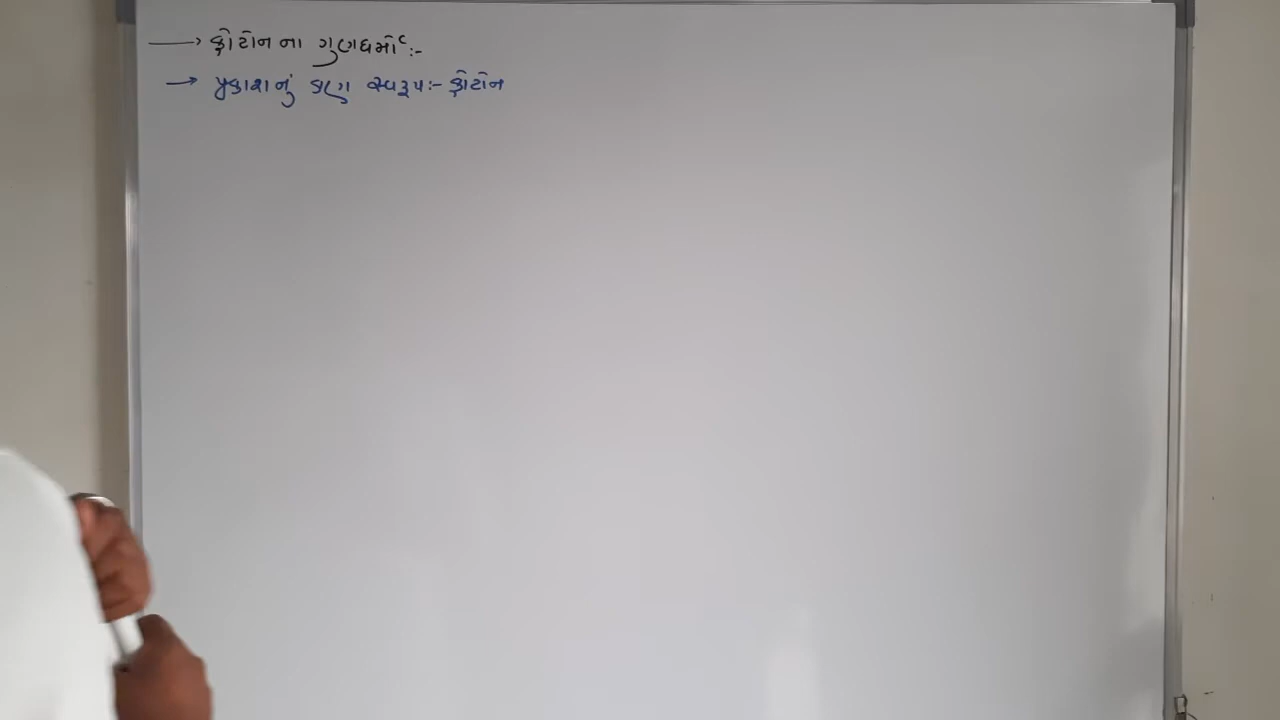 → ફોટોન ના ગુણધર્મો :-
→ પ્રકાશનું કણ સ્વરૂપ:- ફોટોન